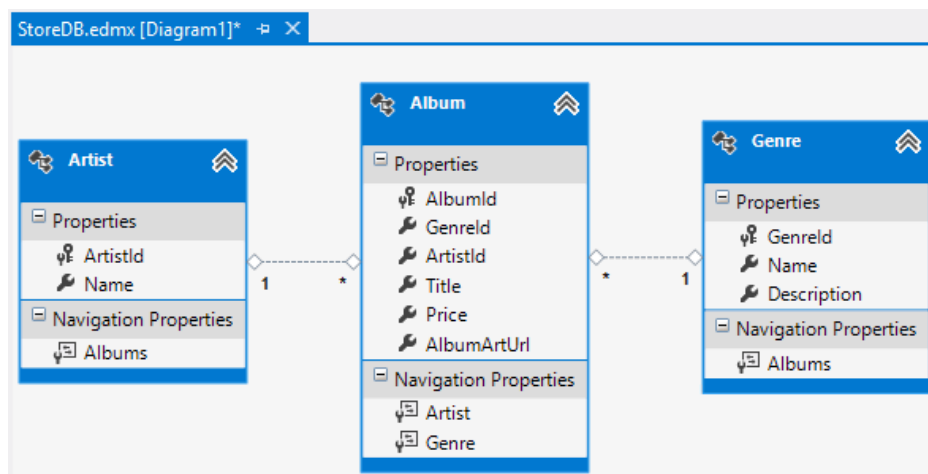 StoreDB.edmx [Diagram1]*
Artist
Properties
ArtistId
Name
Navigation Properties
Albums
1
*
Album
Properties
AlbumId
GenreId
ArtistId
Title
Price
AlbumArtUrl
Navigation Properties
Artist
Genre
*
1
Genre
Properties
GenreId
Name
Description
Navigation Properties
Albums